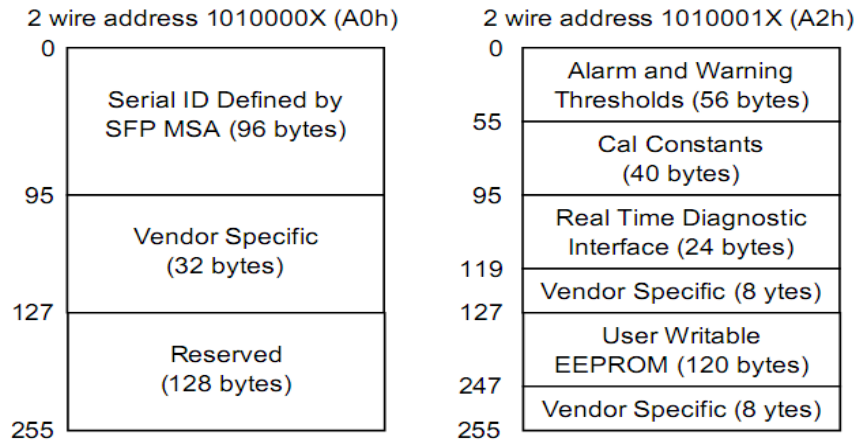 2 wire address 1010000X (A0h)
0
Serial ID Defined by
SFP MSA (96 bytes)
95
Vendor Specific
(32 bytes)
127
Reserved
(128 bytes)
255
2 wire address 1010001X (A2h)
0
Alarm and Warning
Thresholds (56 bytes)
55
Cal Constants
(40 bytes)
95
Real Time Diagnostic
Interface (24 bytes)
119
Vendor Specific (8 ytes)
127
User Writable
EEPROM (120 bytes)
247
Vendor Specific (8 ytes)
255